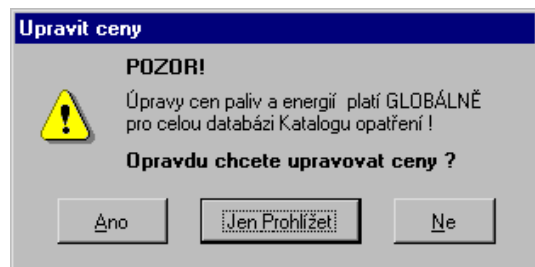 Upravit ceny
POZOR!
Úpravy cen paliv a energií platí GLOBÁLNĚ
pro celou databázi Katalogu opatření !
Opravdu chcete upravovat ceny ?
Ano Jen Prohlížet Ne